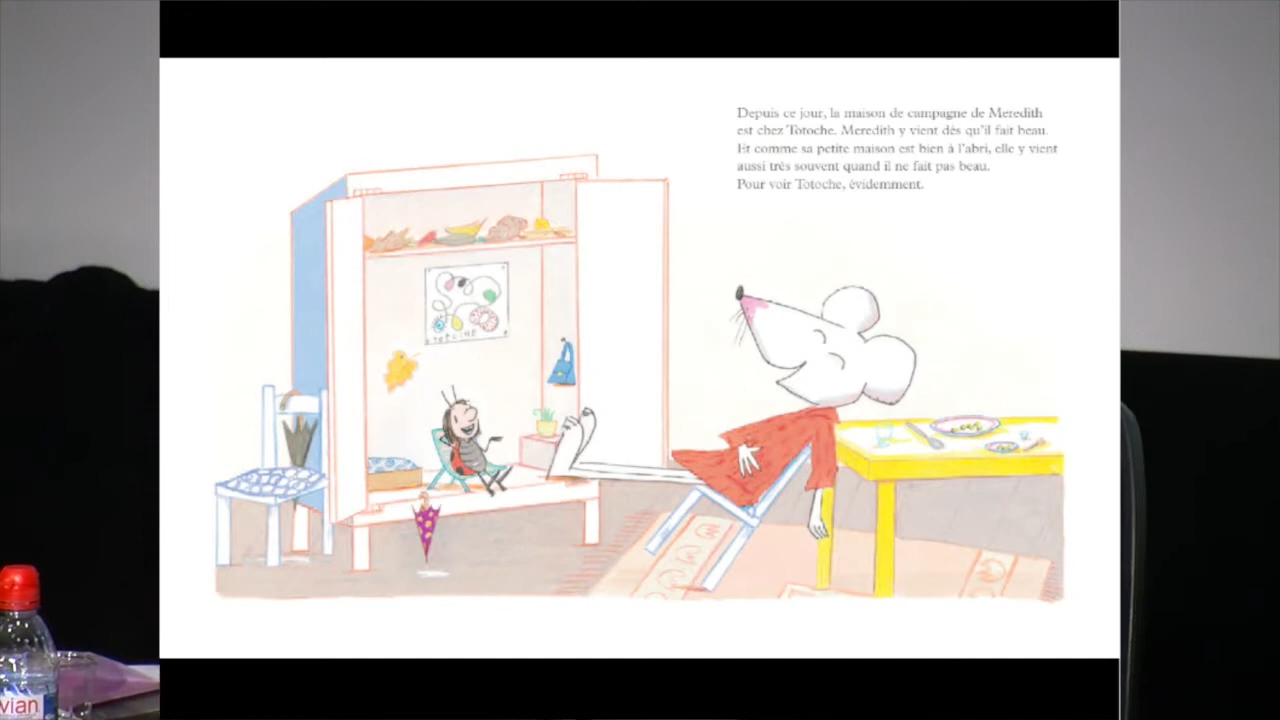 Depuis ce jour, la maison de campagne de Meredith
est chez Totoche. Meredith y vient dès qu'il fait beau.
Et comme sa petite maison est bien à l'abri, elle y vient
aussi très souvent quand il ne fait pas beau.
Pour voir Totoche, évidemment.
TOTOCHE
vian